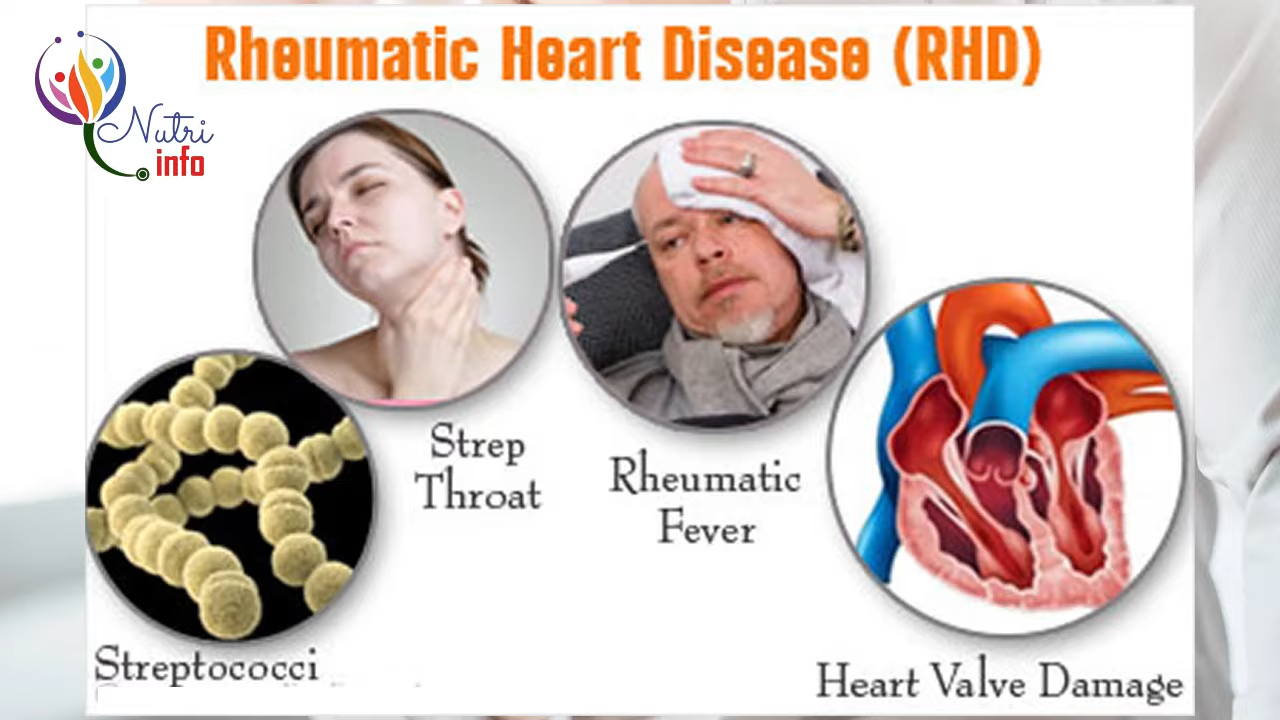 Rheumatic Heart Disease (RHD)
Nutri
info
Strep
Throat
Rheumatic
Fever
Streptococci
Heart Valve Damage